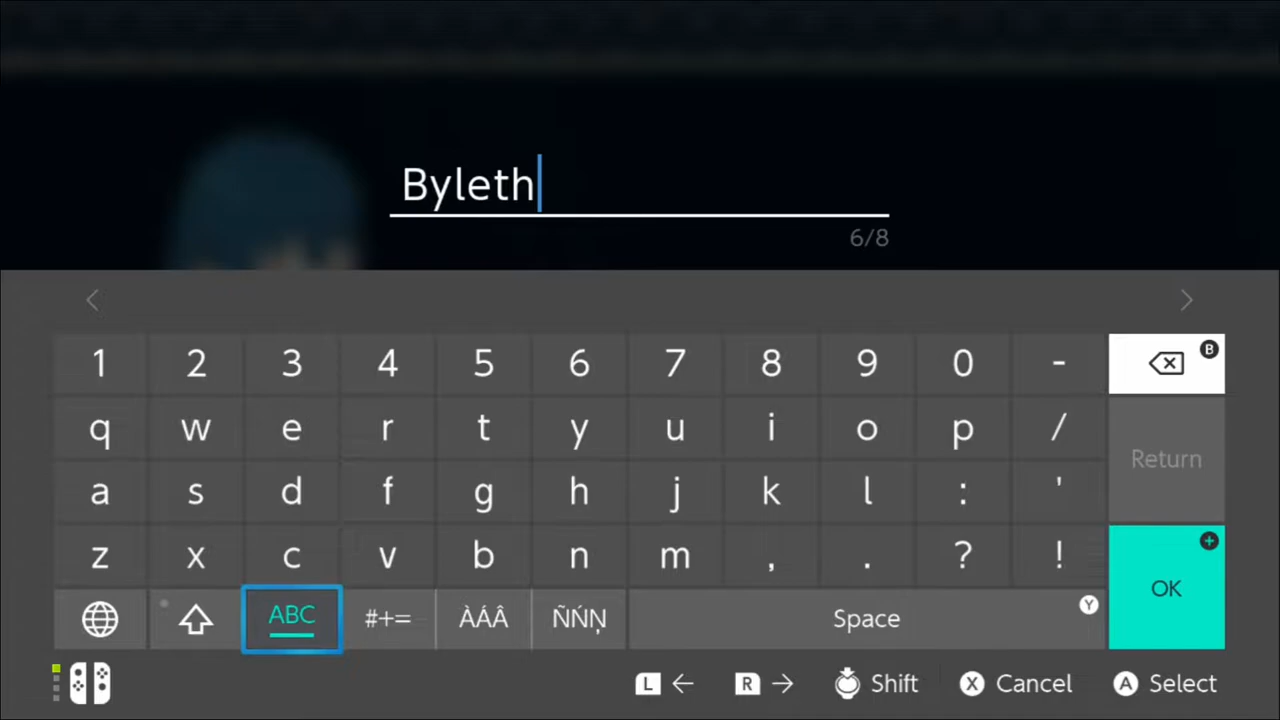 Byleth
6/8
1 2 3 4 5 6 7 8 9 0 - B
q w e r t y u i o p / Return
a s d f g h j k l : '
z x c v b n m , . ? ! + OK
ABC #+= ÀÁÂ ÑŃŅ Space Y
L ← R → Shift X Cancel A Select